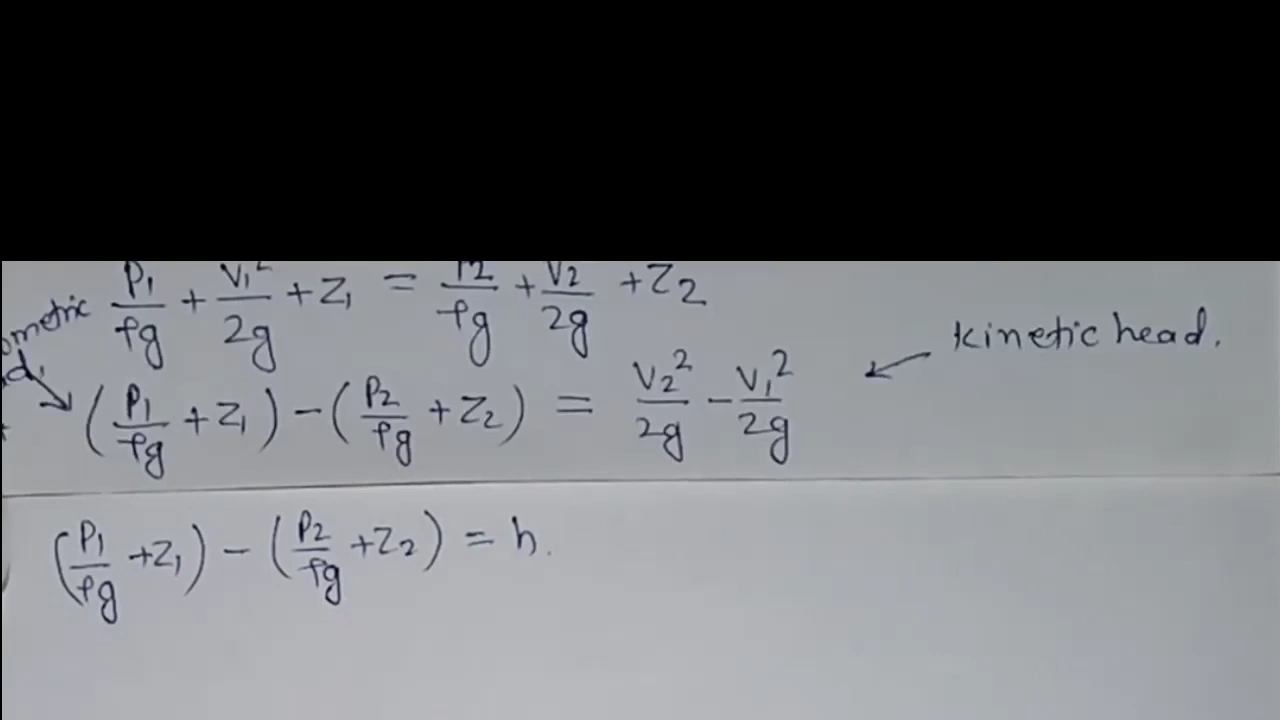 P₁/ρg + V₁²/2g + Z₁ = P₂/ρg + V₂/2g + Z₂
kinetic head.
(P₁/ρg + Z₁) - (P₂/ρg + Z₂) = V₂²/2g - V₁²/2g
(P₁/ρg + Z₁) - (P₂/ρg + Z₂) = h.